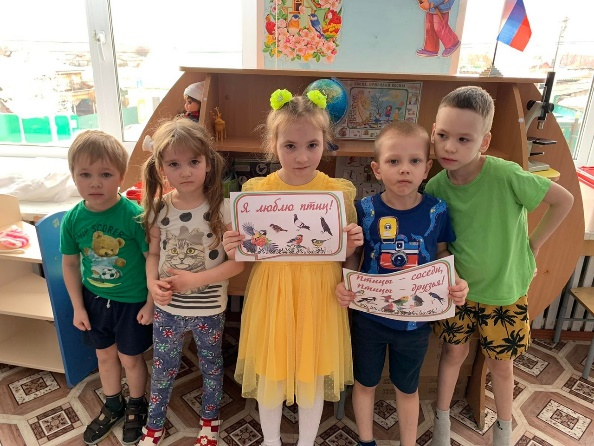 Я люблю птиц!
птицы - соседи,
птицы - друзья!